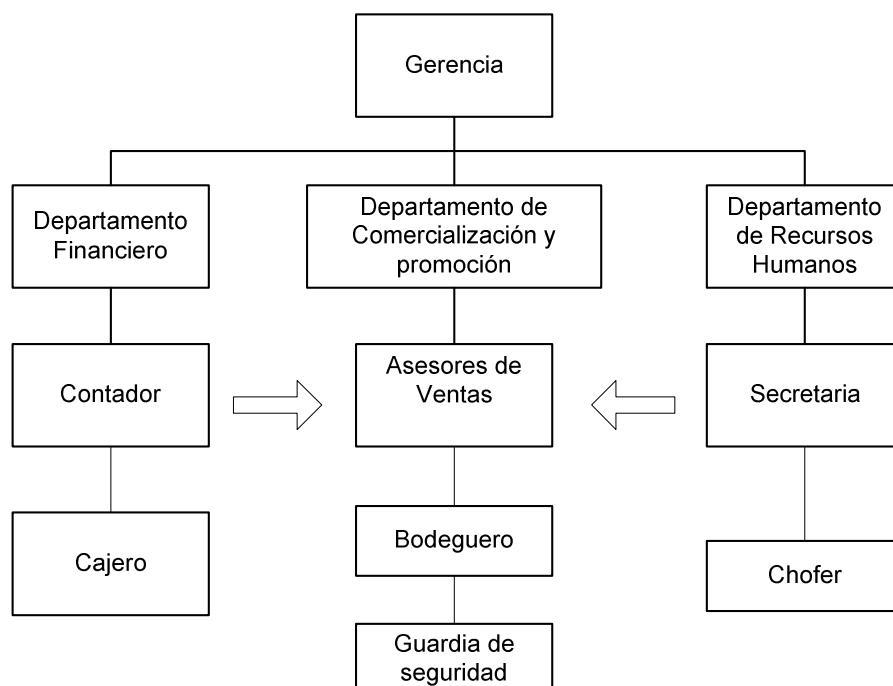 Gerencia
Departamento
Financiero
Departamento de
Comercialización y
promoción
Departamento
de Recursos
Humanos
Contador
Asesores de
Ventas
Secretaria
Cajero
Bodeguero
Chofer
Guardia de
seguridad